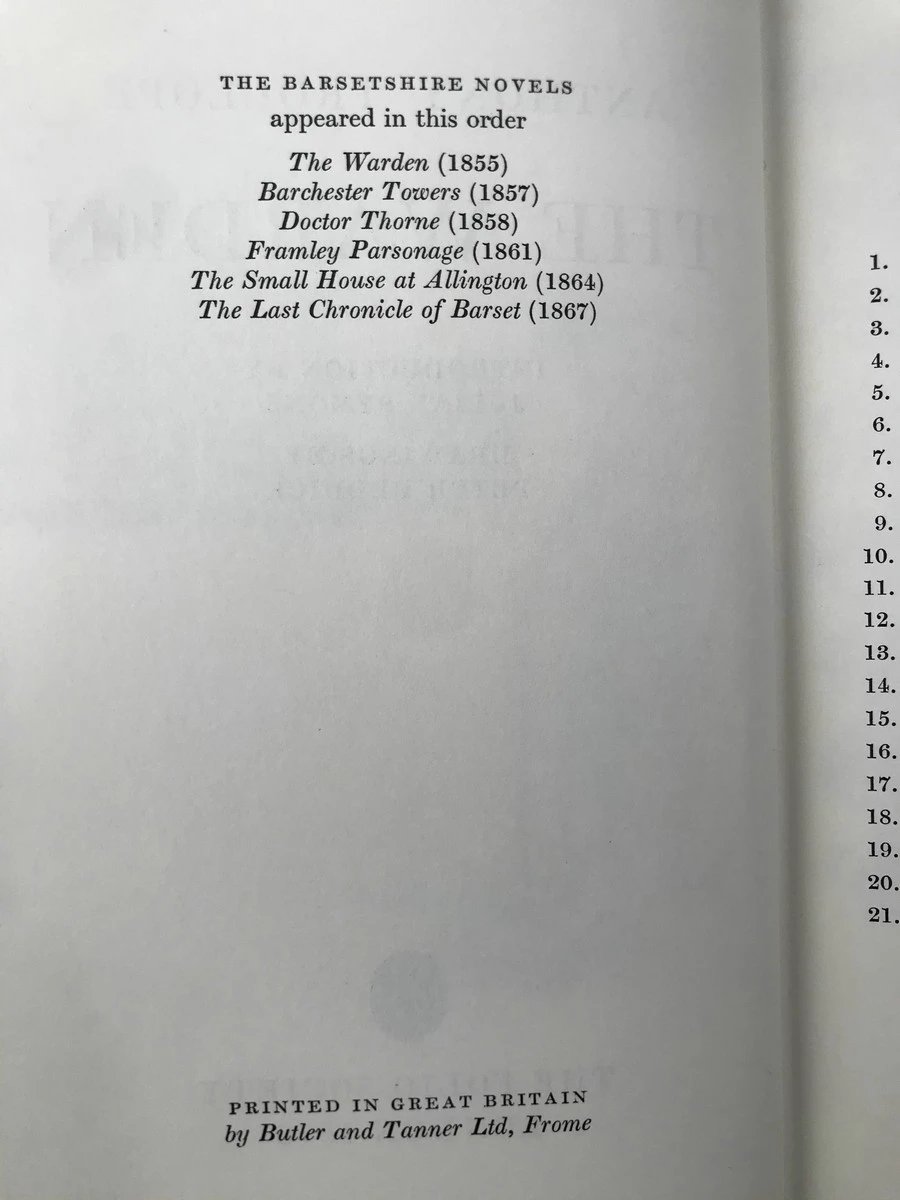 THE BARSETSHIRE NOVELS
appeared in this order
The Warden (1855)
Barchester Towers (1857)
Doctor Thorne (1858)
Framley Parsonage (1861)
The Small House at Allington (1864)
The Last Chronicle of Barset (1867)
PRINTED IN GREAT BRITAIN
by Butler and Tanner Ltd, Frome
1.
2.
3.
4.
5.
6.
7.
8.
9.
10.
11.
12.
13.
14.
15.
16.
17.
18.
19.
20.
21.